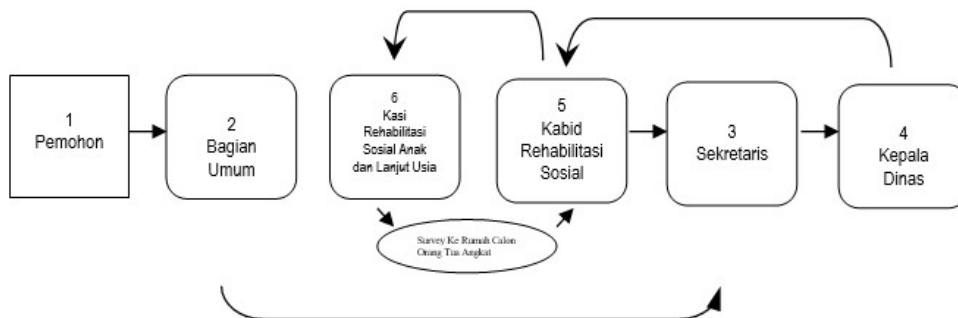 1
Pemohon
2
Bagian
Umum
6
Kasi
Rehabilitasi
Sosial Anak
dan Lanjut Usia
5
Kabid
Rehabilitasi
Sosial
3
Sekretaris
4
Kepala
Dinas
Survey Ke Rumah Calon
Orang Tua Angkat